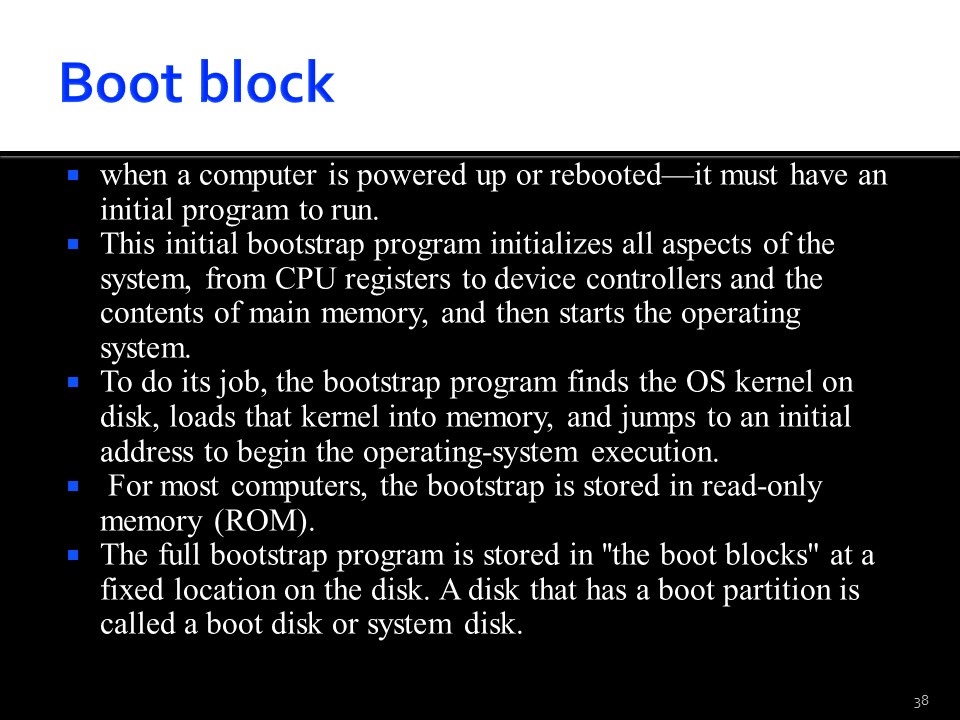 Boot block
when a computer is powered up or rebooted—it must have an
initial program to run.
This initial bootstrap program initializes all aspects of the
system, from CPU registers to device controllers and the
contents of main memory, and then starts the operating
system.
To do its job, the bootstrap program finds the OS kernel on
disk, loads that kernel into memory, and jumps to an initial
address to begin the operating-system execution.
For most computers, the bootstrap is stored in read-only
memory (ROM).
The full bootstrap program is stored in "the boot blocks" at a
fixed location on the disk. A disk that has a boot partition is
called a boot disk or system disk.
38